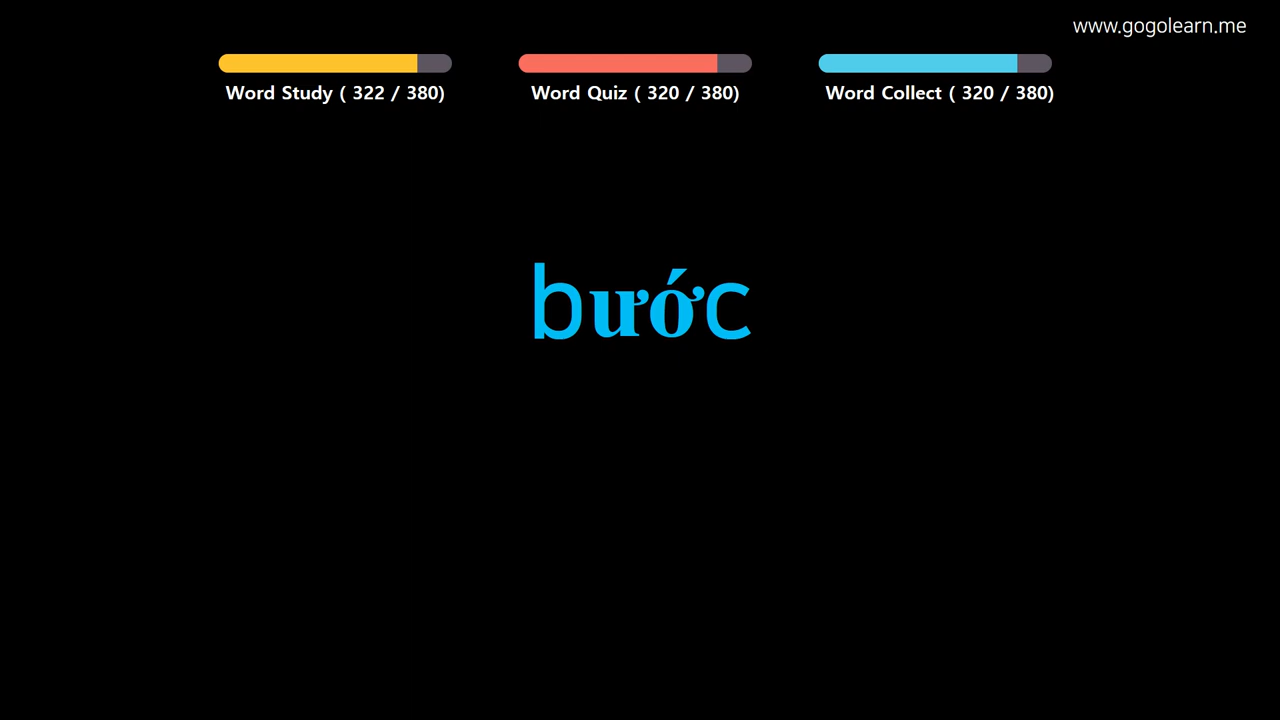 www.gogolearn.me
Word Study ( 322 / 380)
Word Quiz ( 320 / 380)
Word Collect ( 320 / 380)
bước